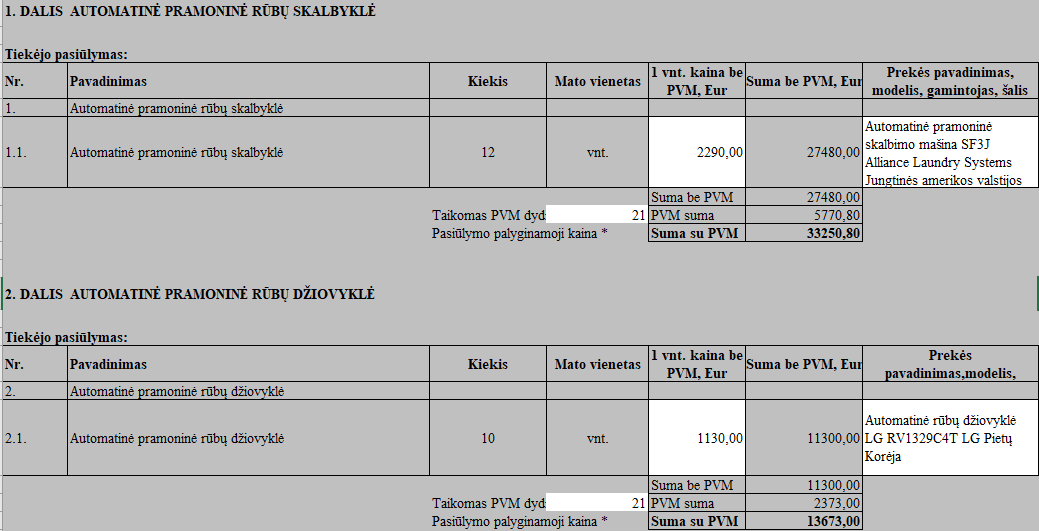 1. DALIS  AUTOMATINĖ PRAMONINĖ RŪBŲ SKALBYKLĖ
Tiekėjo pasiūlymas:
Nr. Pavadinimas Kiekis Mato vienetas 1 vnt. kaina be PVM, Eur Suma be PVM, Eur Prekės pavadinimas, modelis, gamintojas, šalis
1. Automatinė pramoninė rūbų skalbyklė
1.1. Automatinė pramoninė rūbų skalbyklė 12 vnt. 2290,00 27480,00 Automatinė pramoninė
skalbimo mašina SF3J
Alliance Laundry Systems
Jungtinės amerikos valstijos
Suma be PVM 27480,00
Taikomas PVM dyd 21 PVM suma 5770,80
Pasiūlymo palyginamoji kaina * Suma su PVM 33250,80
2. DALIS  AUTOMATINĖ PRAMONINĖ RŪBŲ DŽIOVYKLĖ
Tiekėjo pasiūlymas:
Nr. Pavadinimas Kiekis Mato vienetas 1 vnt. kaina be PVM, Eur Suma be PVM, Eur Prekės pavadinimas,modelis,
2. Automatinė pramoninė rūbų džiovyklė
2.1. Automatinė pramoninė rūbų džiovyklė 10 vnt. 1130,00 11300,00 Automatinė rūbų džiovyklė
LG RV1329C4T LG Pietų
Korėja
Suma be PVM 11300,00
Taikomas PVM dyd 21 PVM suma 2373,00
Pasiūlymo palyginamoji kaina * Suma su PVM 13673,00